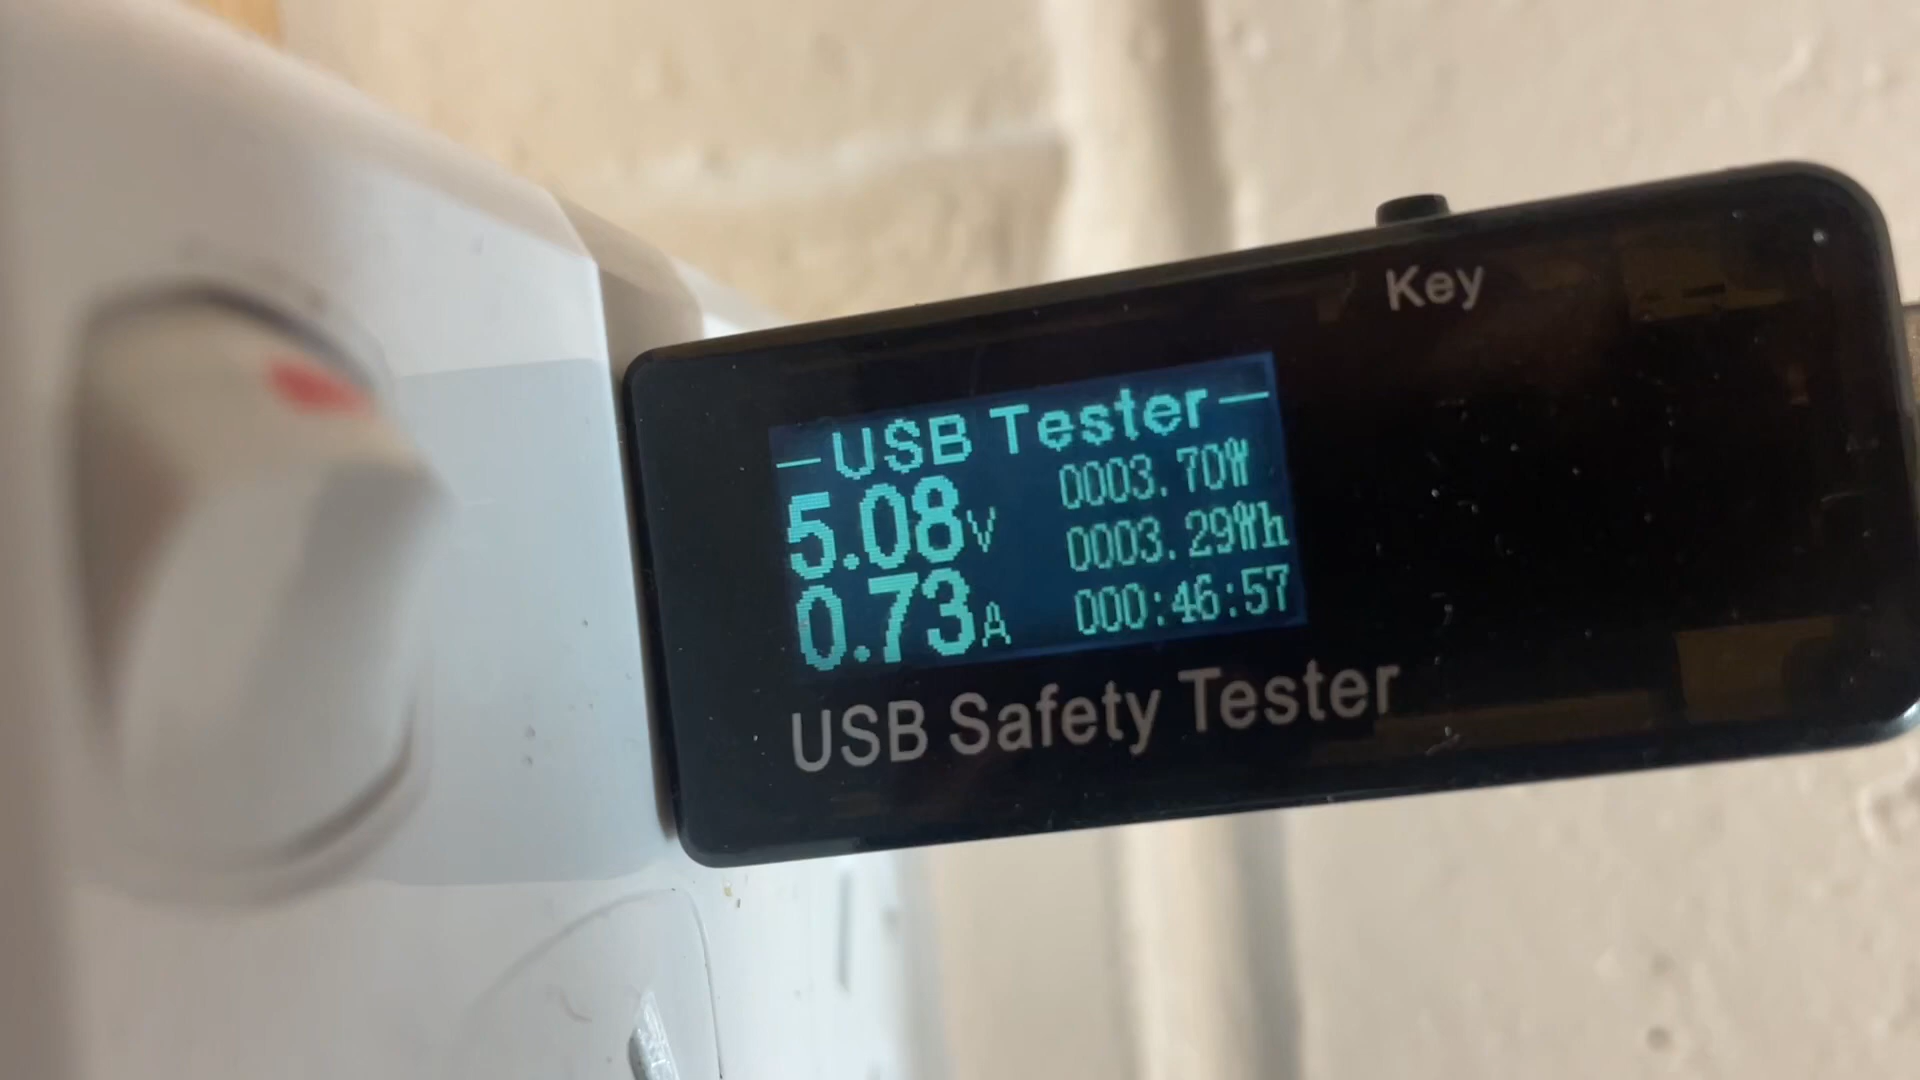 Key
—USB Tester—
5.08V 0003.70W
0003.29Wh
0.73A 000:46:57
USB Safety Tester